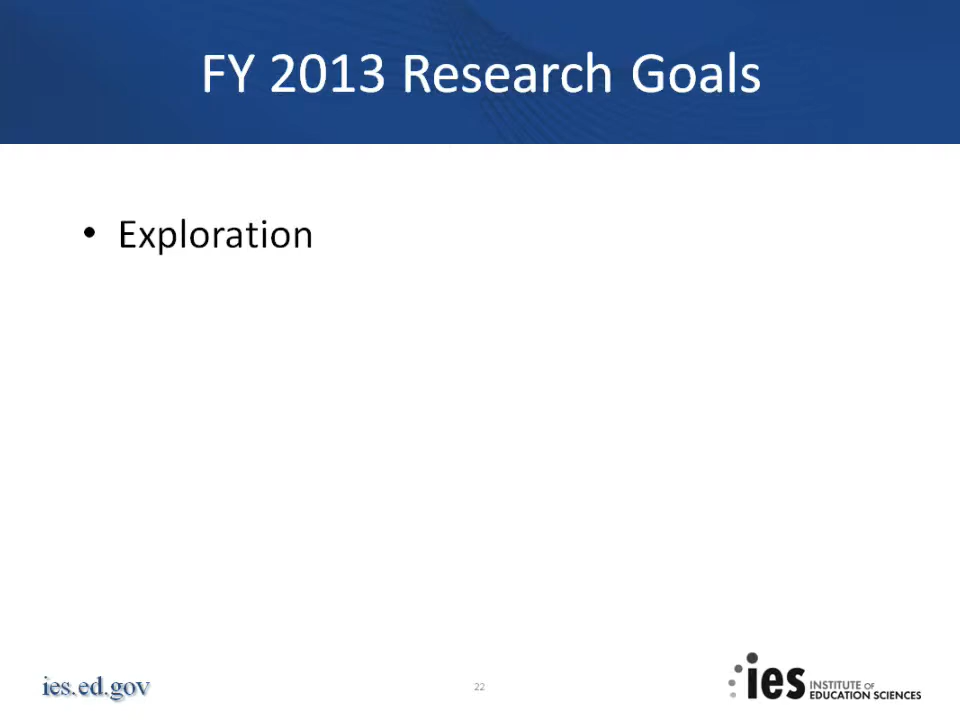 FY 2013 Research Goals
• Exploration
ies.ed.gov
22
ies INSTITUTE OF
EDUCATION SCIENCES